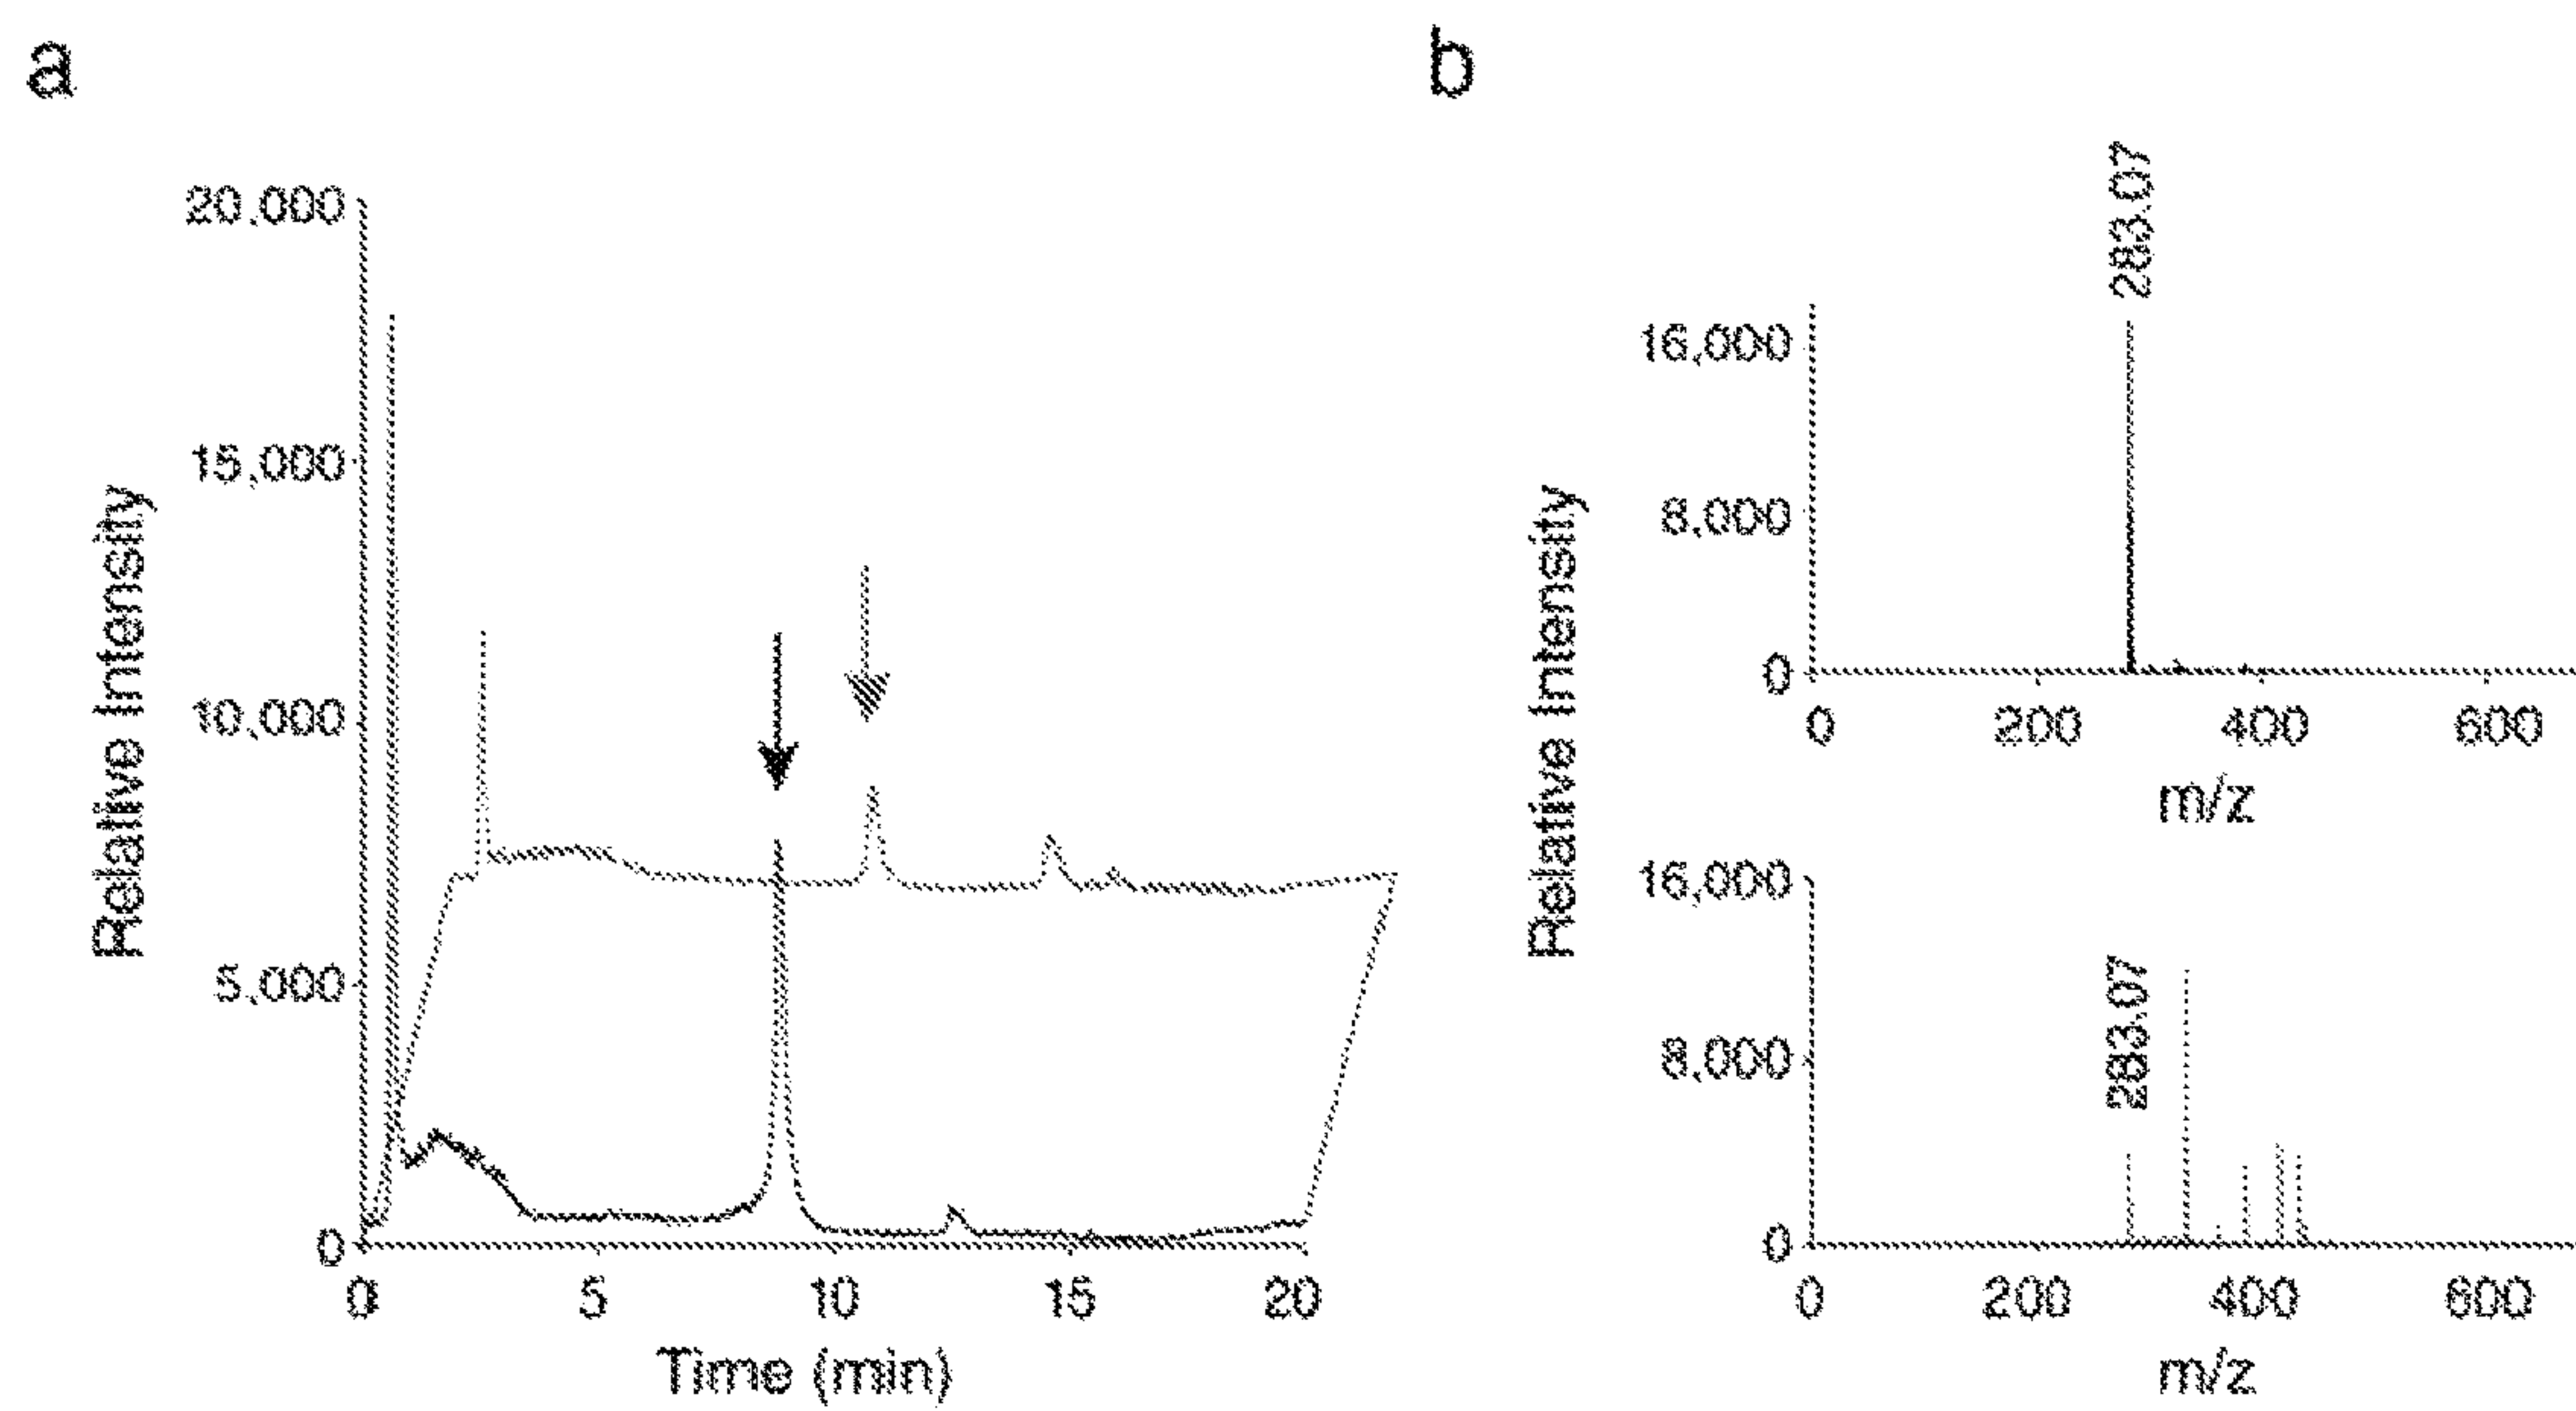 a
20,000
15,000
10,000
5,000
0
Relative Intensity
0 5 10 15 20
Time (min)
b
283.07
16,000
8,000
0
0 200 400 600
m/z
Relative Intensity
283.07
16,000
8,000
0
0 200 400 600
m/z